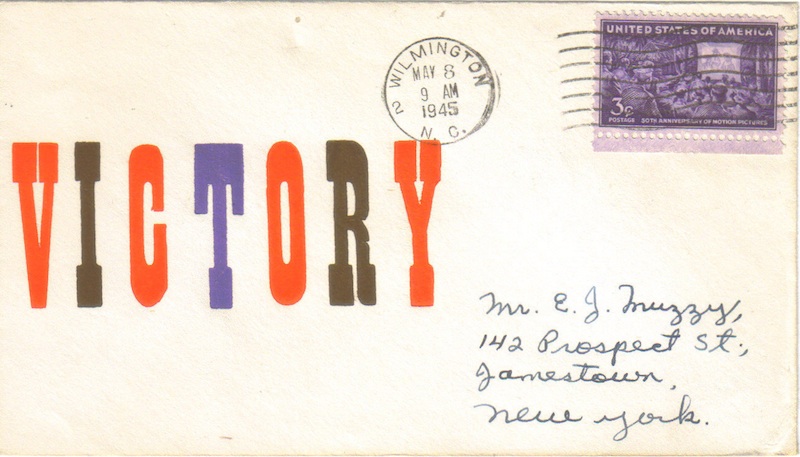 WILMINGTON
MAY 8
9 AM
1945
N. C.
2
UNITED STATES OF AMERICA
3¢
POSTAGE 50TH ANNIVERSARY OF MOTION PICTURES
VICTORY
Mr. E. J. Muzzy,
142 Prospect St.,
Jamestown,
New York.